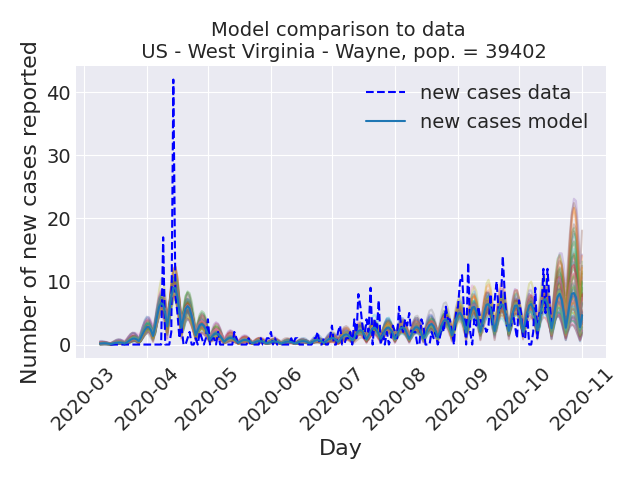 Model comparison to data
US - West Virginia - Wayne, pop. = 39402
Number of new cases reported
40
30
20
10
0
new cases data
new cases model
2020-03
2020-04
2020-05
2020-06
2020-07
2020-08
2020-09
2020-10
2020-11
Day